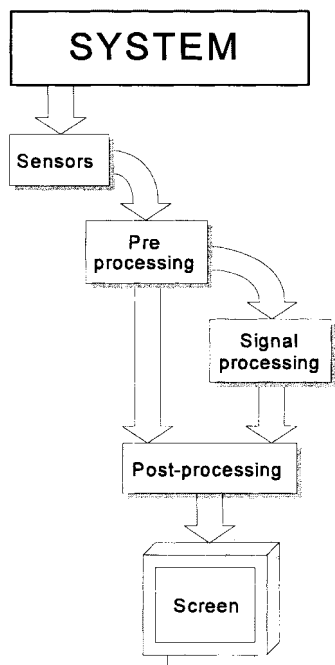 SYSTEM
Sensors
Pre
processing
Signal
processing
Post-processing
Screen